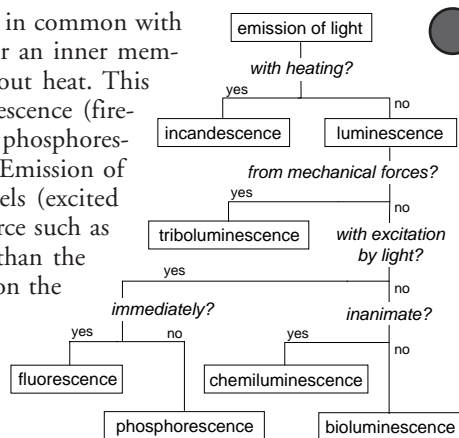 in common with
r an inner mem-
out heat. This
escence (fire-
phosphores-
Emission of
els (excited
rce such as
than the
on the
emission of light
with heating?
yes
no
incandescence
luminescence
from mechanical forces?
yes
no
triboluminescence
with excitation
by light?
yes
no
immediately?
inanimate?
yes
no
yes
no
fluorescence
chemiluminescence
phosphorescence
bioluminescence